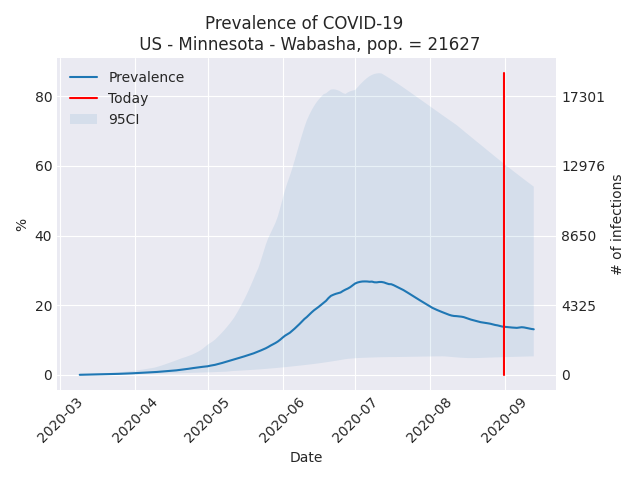 Prevalence of COVID-19
US - Minnesota - Wabasha, pop. = 21627
Prevalence
Today
95CI
80
60
40
20
0
%
17301
12976
8650
4325
0
# of infections
2020-03
2020-04
2020-05
2020-06
2020-07
2020-08
2020-09
Date